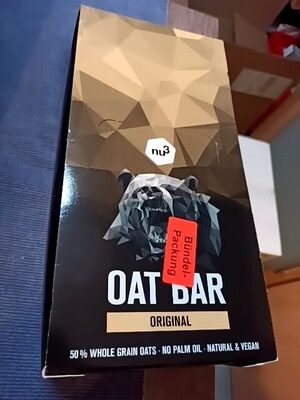 nu3
Bündel-
Packung
OAT BAR
ORIGINAL
50% WHOLE GRAIN OATS · NO PALM OIL · NATURAL & VEGAN